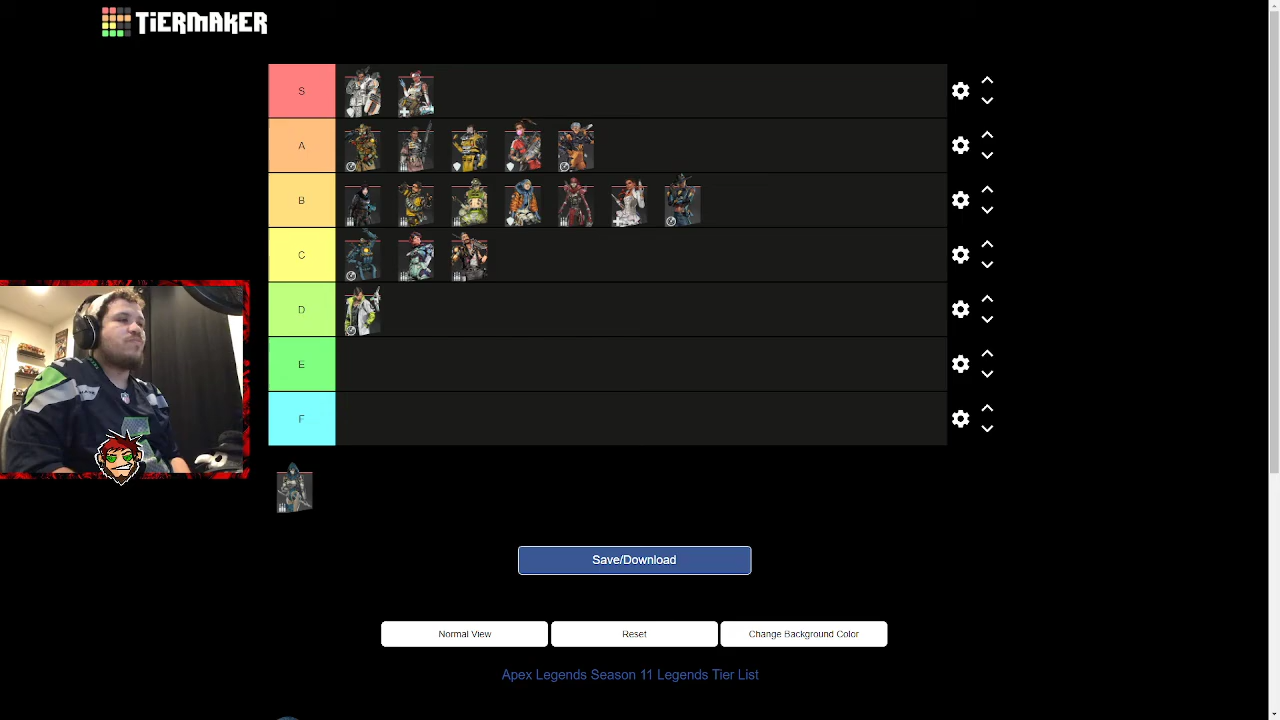 TiERMAKER
S
A
B
C
D
E
F
Save/Download
Normal View
Reset
Change Background Color
Apex Legends Season 11 Legends Tier List